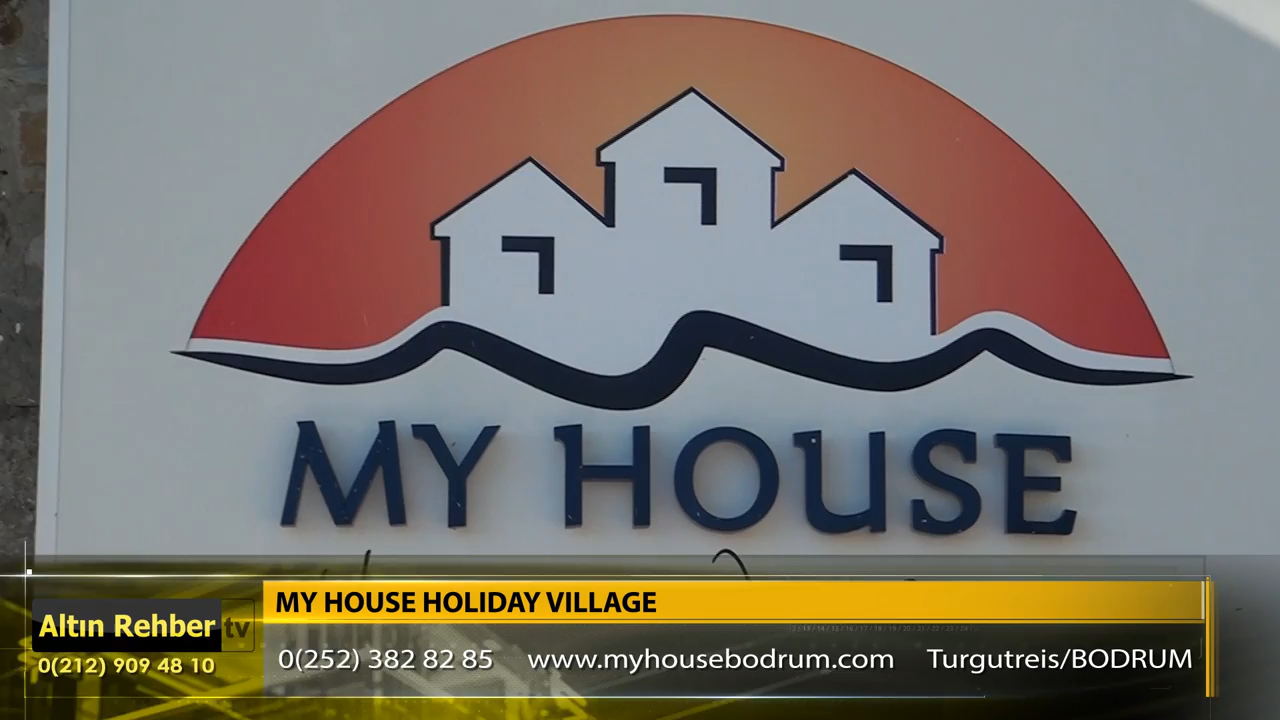 MY HOUSE
MY HOUSE HOLIDAY VILLAGE
Altın Rehber tv
0(212) 909 48 10
0(252) 382 82 85 www.myhousebodrum.com Turgutreis/BODRUM